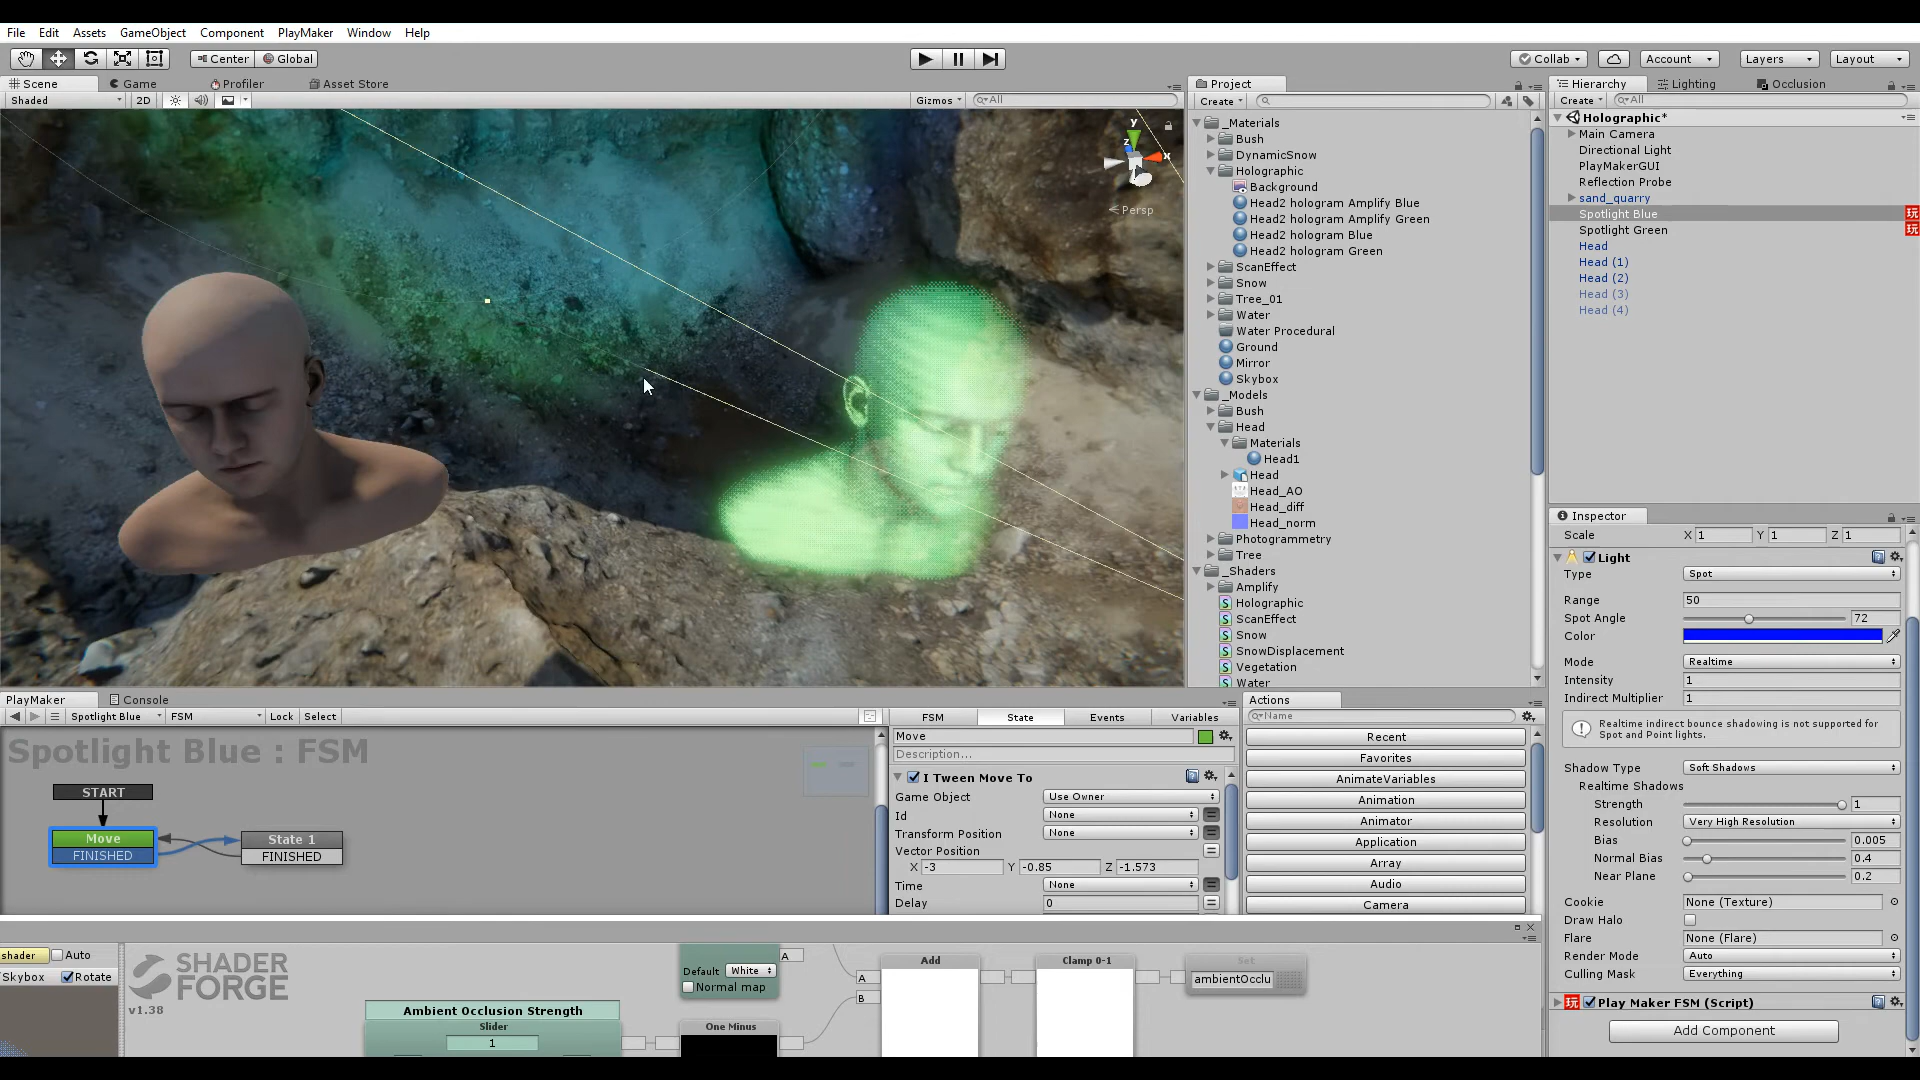 File Edit Assets GameObject Component PlayMaker Window Help
Center Global Collab Account Layers Layout
Scene Game Profiler Asset Store
Shaded 2D Gizmos All
y
z
x
Persp
Project
Create
_Materials
Bush
DynamicSnow
Holographic
Background
Head2 hologram Amplify Blue
Head2 hologram Amplify Green
Head2 hologram Blue
Head2 hologram Green
ScanEffect
Snow
Tree_01
Water
Water Procedural
Ground
Mirror
Skybox
_Models
Bush
Head
Materials
Head1
Head
Head_AO
Head_diff
Head_norm
Photogrammetry
Tree
_Shaders
Amplify
Holographic
ScanEffect
Snow
SnowDisplacement
Vegetation
Water
Hierarchy Lighting Occlusion
Create All
Holographic*
Main Camera
Directional Light
PlayMakerGUI
Reflection Probe
sand_quarry
Spotlight Blue 玩
Spotlight Green 玩
Head
Head (1)
Head (2)
Head (3)
Head (4)
Inspector
Scale X 1 Y 1 Z 1
Light
Type Spot
Range 50
Spot Angle 72
Color
Mode Realtime
Intensity 1
Indirect Multiplier 1
Realtime indirect bounce shadowing is not supported for
Spot and Point lights.
Shadow Type Soft Shadows
Realtime Shadows
Strength 1
Resolution Very High Resolution
Bias 0.005
Normal Bias 0.4
Near Plane 0.2
Cookie None (Texture)
Draw Halo
Flare None (Flare)
Render Mode Auto
Culling Mask Everything
玩 Play Maker FSM (Script)
Add Component
PlayMaker Console
Spotlight Blue FSM Lock Select
Spotlight Blue : FSM
START
Move
FINISHED
State 1
FINISHED
FSM State Events Variables
Move
Description...
I Tween Move To
Game Object Use Owner
Id None
Transform Position None
Vector Position
X -3 Y -0.85 Z -1.573
Time None
Delay 0
Actions
Name
Recent
Favorites
AnimateVariables
Animation
Animator
Application
Array
Audio
Camera
shader Auto
Skybox Rotate
SHADER
FORGE
v1.38
Ambient Occlusion Strength
Slider
1
A
Default White
Normal map
One Minus
A
B
Add
Clamp 0-1
Set
ambientOcclu